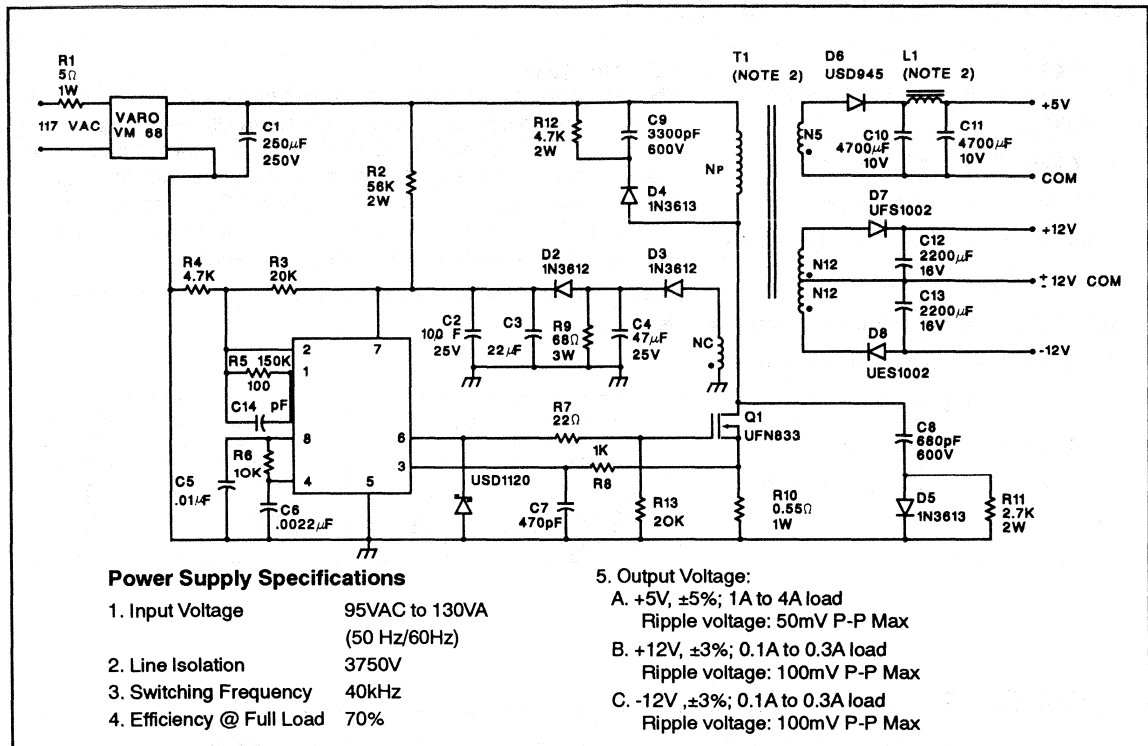 R1
5Ω
1W
117 VAC
VARO
VM 68
C1
250µF
250V
R2
56K
2W
R12
4.7K
2W
C9
3300pF
600V
D4
1N3613
NP
T1
(NOTE 2)
D6
USD945
L1
(NOTE 2)
+5V
N5
C10
4700µF
10V
C11
4700µF
10V
COM
D7
UFS1002
+12V
N12
C12
2200µF
16V
±12V COM
N12
C13
2200µF
16V
D8
UES1002
-12V
R4
4.7K
R3
20K
D2
1N3612
D3
1N3612
C2
10Ω F
25V
C3
22µF
R9
68Ω
3W
C4
47µF
25V
NC
2
7
R5 150K
1
100
C14 pF
8
6
R6
10K
3
4
5
C5
.01µF
C6
.0022µF
USD1120
R7
22Ω
1K
R8
C7
470pF
R13
20K
Q1
UFN833
R10
0.55Ω
1W
C8
680pF
600V
D5
1N3613
R11
2.7K
2W
Power Supply Specifications
1. Input Voltage 95VAC to 130VA
(50 Hz/60Hz)
2. Line Isolation 3750V
3. Switching Frequency 40kHz
4. Efficiency @ Full Load 70%
5. Output Voltage:
A. +5V, ±5%; 1A to 4A load
Ripple voltage: 50mV P-P Max
B. +12V, ±3%; 0.1A to 0.3A load
Ripple voltage: 100mV P-P Max
C. -12V ,±3%; 0.1A to 0.3A load
Ripple voltage: 100mV P-P Max